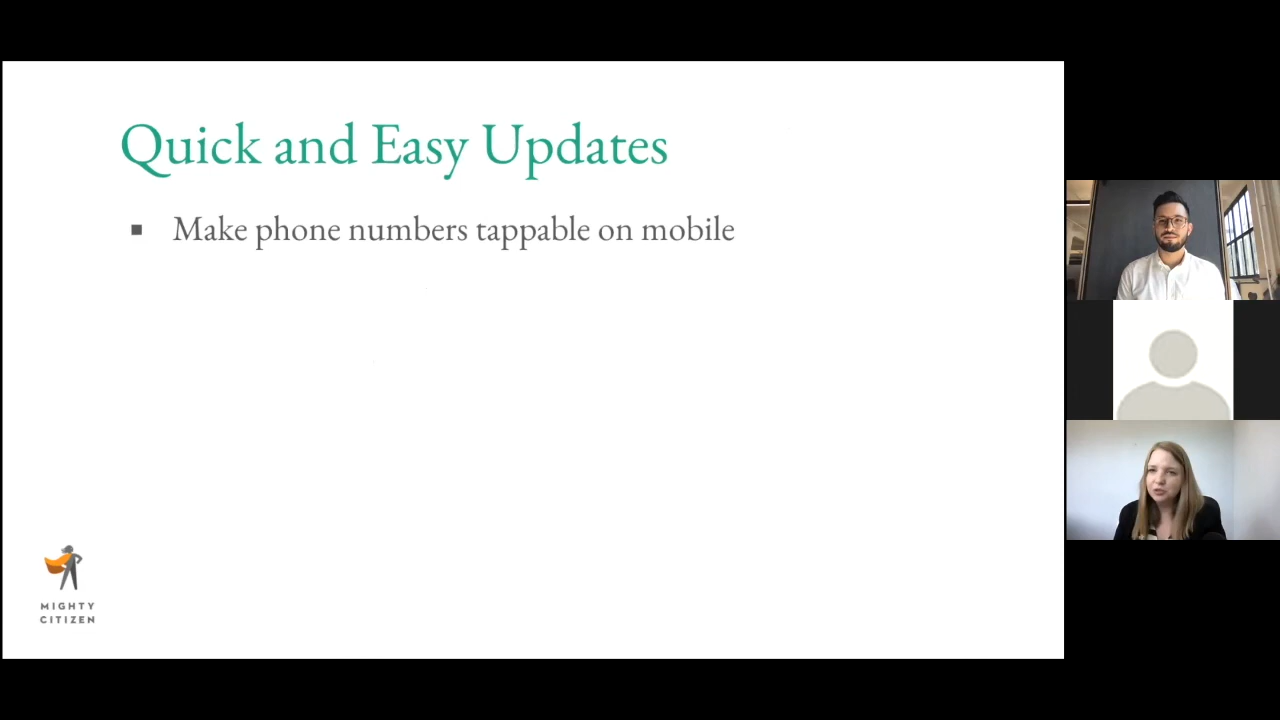 Quick and Easy Updates
▪ Make phone numbers tappable on mobile
MIGHTY
CITIZEN